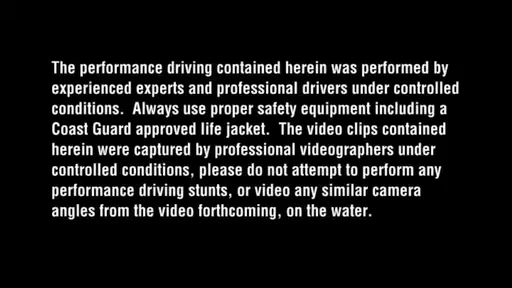 The performance driving contained herein was performed by
experienced experts and professional drivers under controlled
conditions.  Always use proper safety equipment including a
Coast Guard approved life jacket.  The video clips contained
herein were captured by professional videographers under
controlled conditions, please do not attempt to perform any
performance driving stunts, or video any similar camera
angles from the video forthcoming, on the water.